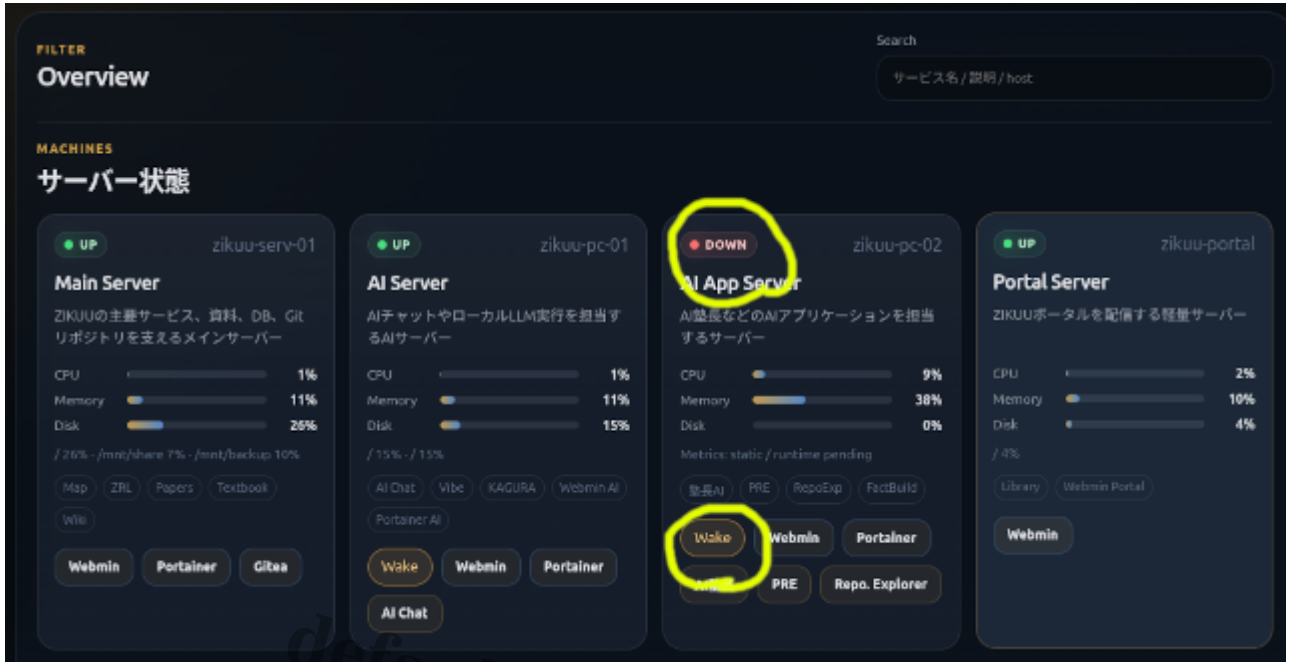 FILTER
Overview
Search
サービス名 / 説明 / host
MACHINES
サーバー状態
UP zikuu-serv-01
Main Server
ZIKUUの主要サービス、資料、DB、Git
リポジトリを支えるメインサーバー
CPU 1%
Memory 11%
Disk 26%
/ 26% · /mnt/share 7% · /mnt/backup 10%
Map ZRL Papers Textbook
Wiki
Webmin Portainer Gitea
UP zikuu-pc-01
AI Server
AIチャットやローカルLLM実行を担当す
るAIサーバー
CPU 1%
Memory 11%
Disk 15%
/ 15% · / 15%
AI Chat Vibe KAGURA Webmin AI
Portainer AI
Wake Webmin Portainer
AI Chat
DOWN zikuu-pc-02
AI App Server
AI塾長などのAIアプリケーションを担当
するサーバー
CPU 9%
Memory 38%
Disk 0%
Metrics: static / runtime pending
塾長AI PRE RepoExp FactBuild
Wake Webmin Portainer
PRE Repo. Explorer
UP zikuu-portal
Portal Server
ZIKUUポータルを配信する軽量サーバー
CPU 2%
Memory 10%
Disk 4%
/ 4%
Library Webmin Portal
Webmin